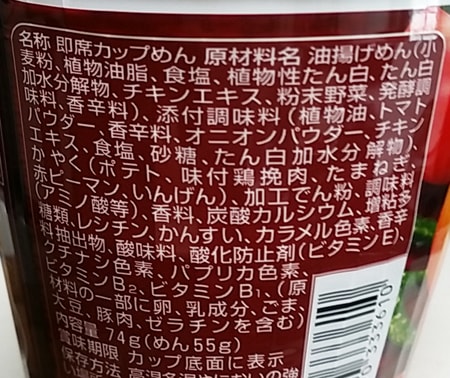 名称 即席カップめん 原材料名 油揚げめん(小
麦粉、植物油脂、食塩、植物性たん白、たん白
加水分解物、チキンエキス、粉末野菜、発酵調
味料、香辛料)、添付調味料(植物油、トマト
パウダー、香辛料、オニオンパウダー、チキン
エキス、食塩、砂糖、たん白加水分解物)、
かやく(ポテト、味付鶏挽肉、たまねぎ、
赤ピーマン、いんげん)、加工でん粉、調味料
(アミノ酸等)、香料、炭酸カルシウム、増粘多
糖類、レシチン、かんすい、カラメル色素、香辛
料抽出物、酸味料、酸化防止剤(ビタミンE)、
クチナシ色素、パプリカ色素、
ビタミンB₂、ビタミンB₁、(原
材料の一部に卵、乳成分、ごま、
大豆、豚肉、ゼラチンを含む)
内容量 74g(めん55g)
賞味期限 カップ底面に表示
保存方法 高温多湿やにおいの強
い場所